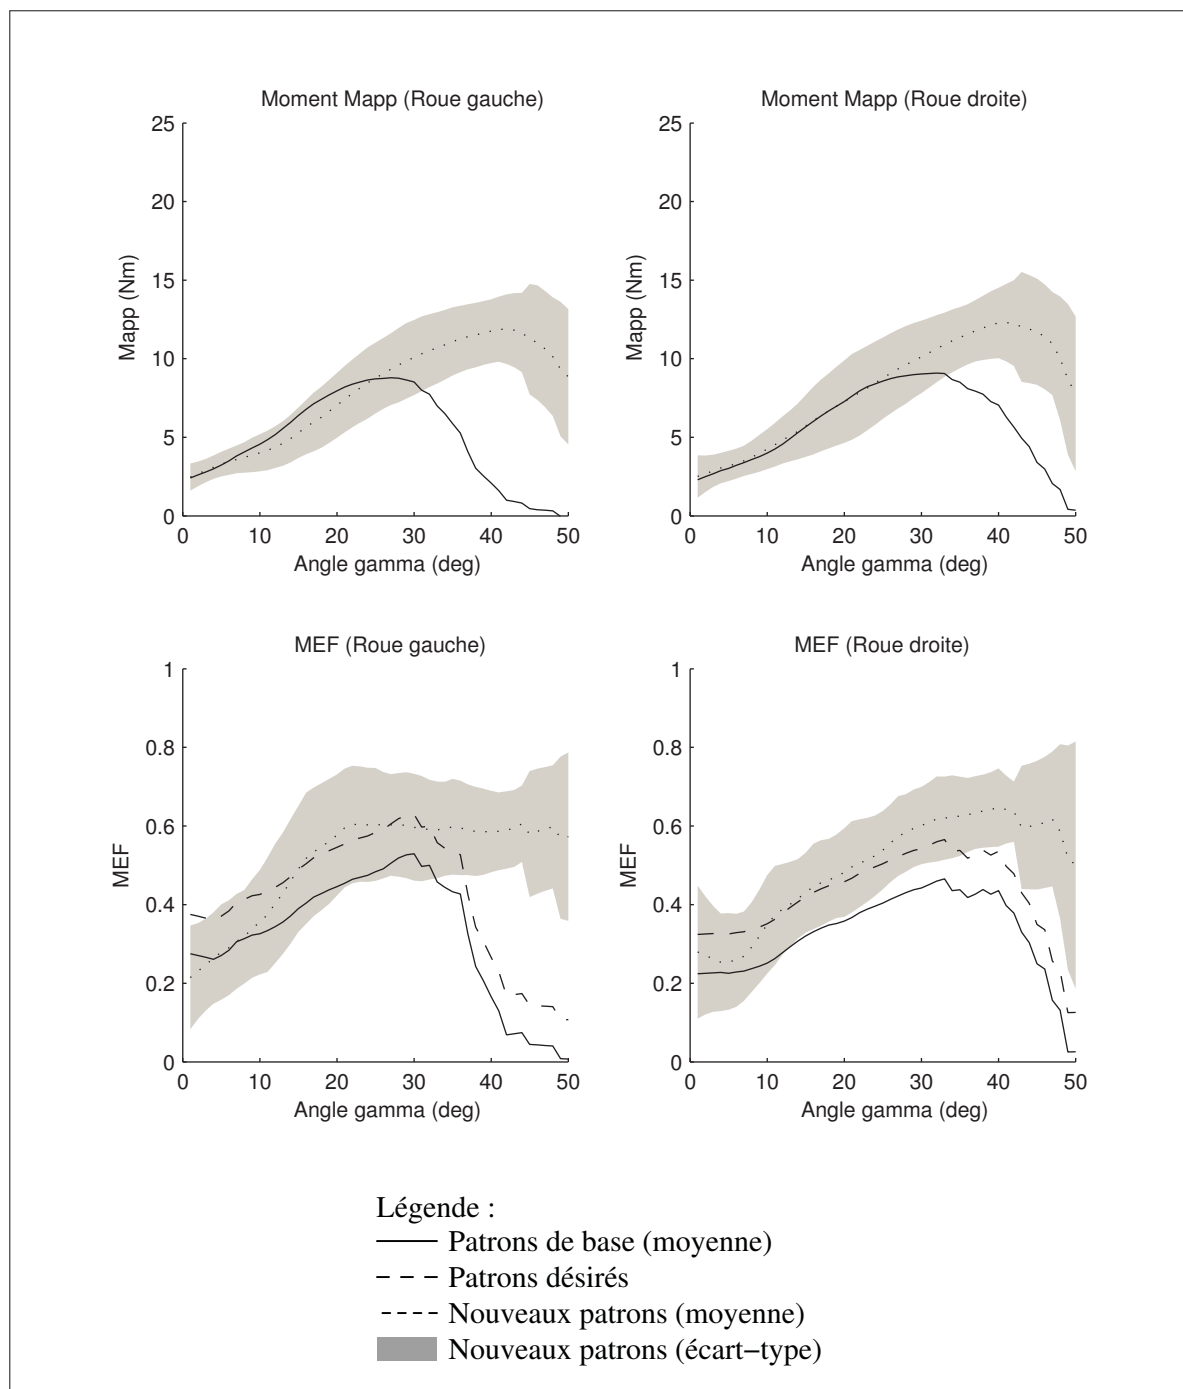 Moment Mapp (Roue gauche)
25
20
15
10
5
0
Mapp (Nm)
0 10 20 30 40 50
Angle gamma (deg)
Moment Mapp (Roue droite)
25
20
15
10
5
0
Mapp (Nm)
0 10 20 30 40 50
Angle gamma (deg)
MEF (Roue gauche)
1
0.8
0.6
0.4
0.2
0
MEF
0 10 20 30 40 50
Angle gamma (deg)
MEF (Roue droite)
1
0.8
0.6
0.4
0.2
0
MEF
0 10 20 30 40 50
Angle gamma (deg)
Légende :
Patrons de base (moyenne)
Patrons désirés
Nouveaux patrons (moyenne)
Nouveaux patrons (écart−type)